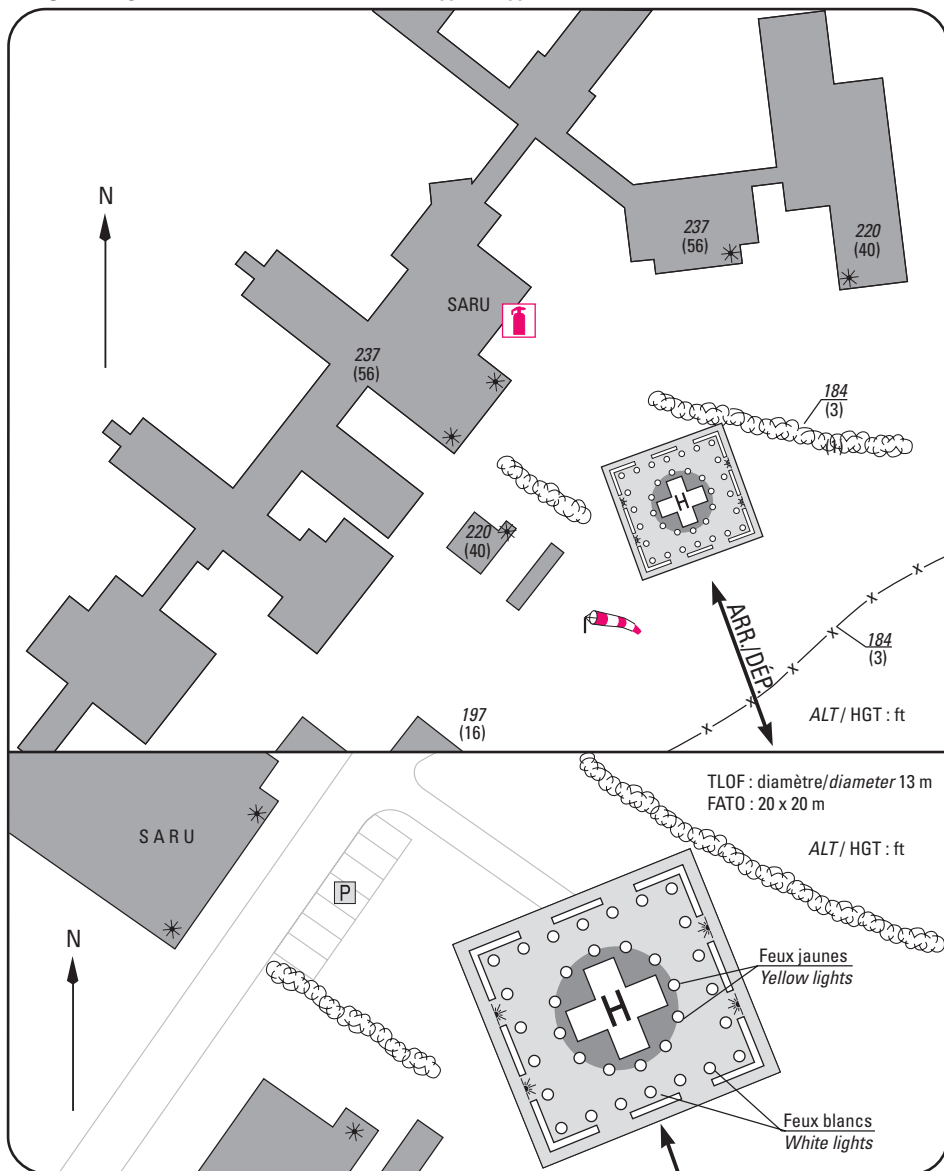 N
237
(56)
220
(40)
SARU
237
(56)
184
(3)
(1)
H
220
(40)
ARR./DÉP.
184
(3)
197
(16)
ALT / HGT : ft
TLOF : diamètre/diameter 13 m
FATO : 20 x 20 m
SARU
ALT / HGT : ft
P
N
Feux jaunes
Yellow lights
H
Feux blancs
White lights